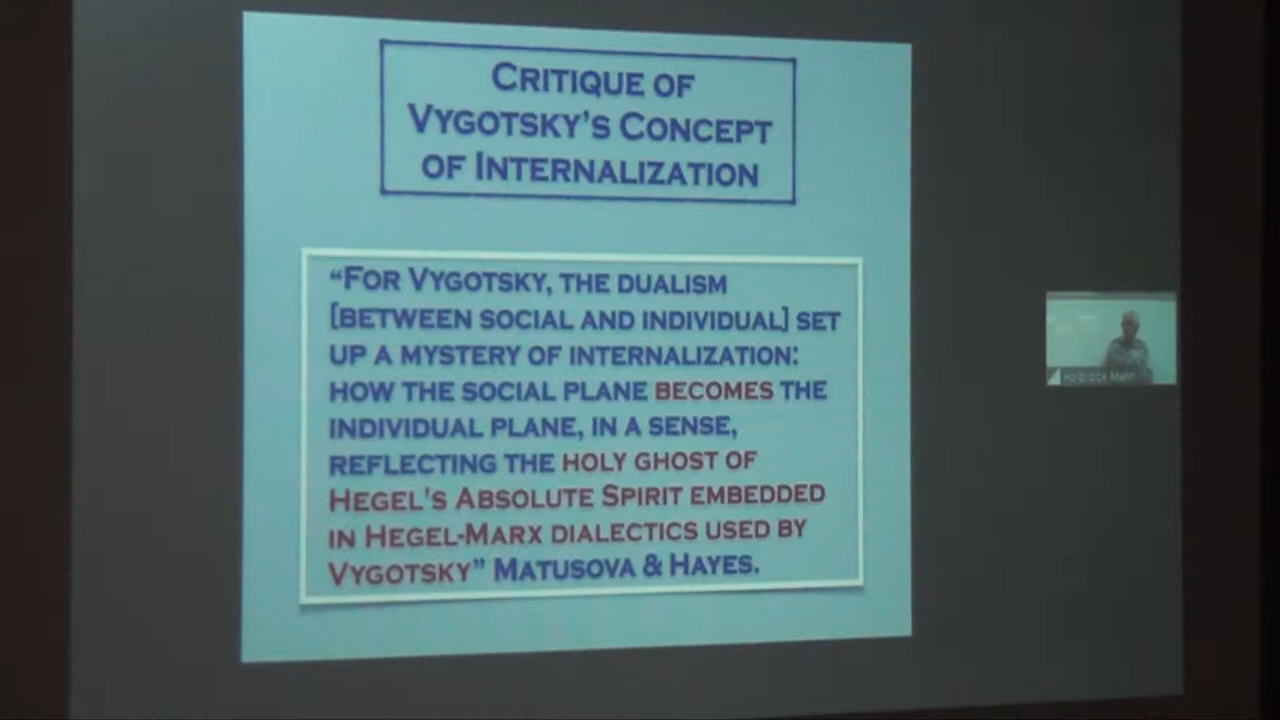 CRITIQUE OF
VYGOTSKY'S CONCEPT
OF INTERNALIZATION
“FOR VYGOTSKY, THE DUALISM
[BETWEEN SOCIAL AND INDIVIDUAL] SET
UP A MYSTERY OF INTERNALIZATION:
HOW THE SOCIAL PLANE BECOMES THE
INDIVIDUAL PLANE, IN A SENSE,
REFLECTING THE HOLY GHOST OF
HEGEL'S ABSOLUTE SPIRIT EMBEDDED
IN HEGEL-MARX DIALECTICS USED BY
VYGOTSKY” MATUSOVA & HAYES.